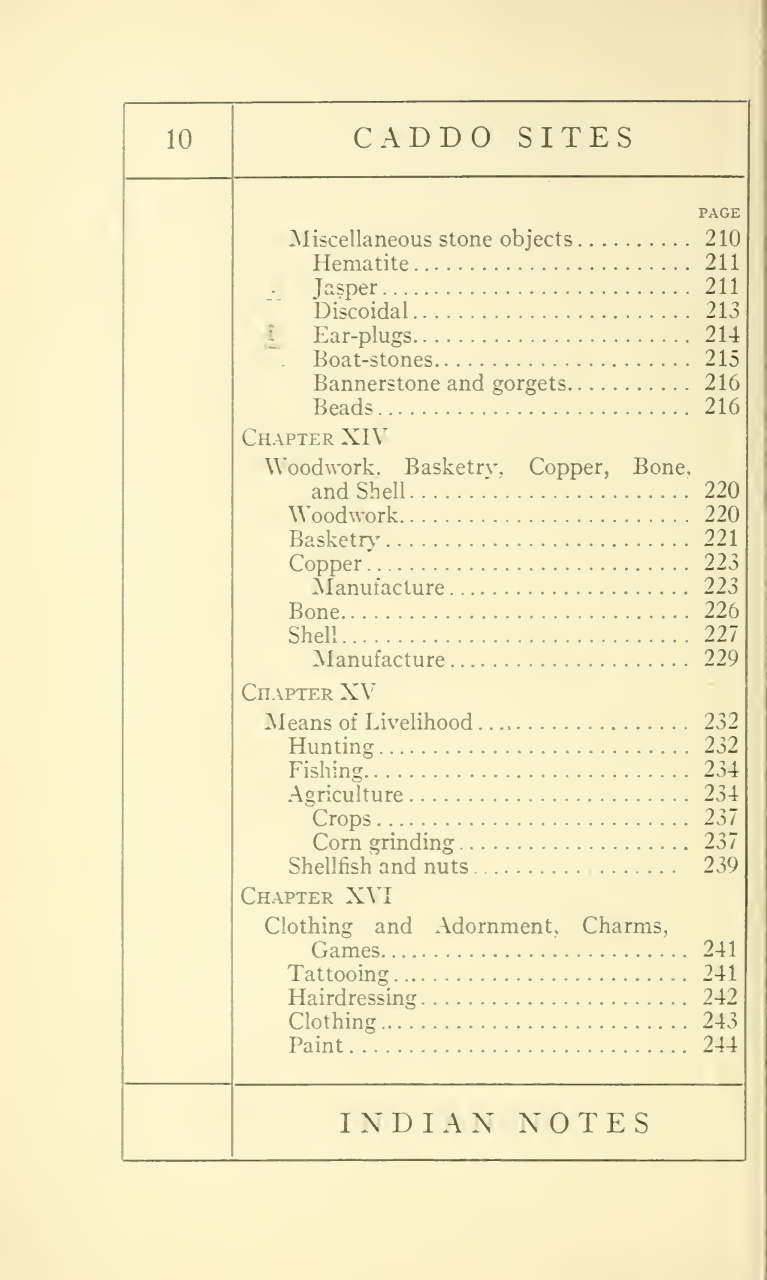 10
CADDO SITES
PAGE
Miscellaneous stone objects.......... 210
Hematite....................... 211
Jasper.......................... 211
Discoidal....................... 213
Ear-plugs....................... 214
Boat-stones...................... 215
Bannerstone and gorgets........... 216
Beads.......................... 216
CHAPTER XIV
Woodwork, Basketry, Copper, Bone,
and Shell........................ 220
Woodwork......................... 220
Basketry.......................... 221
Copper........................... 223
Manufacture..................... 223
Bone............................. 226
Shell............................. 227
Manufacture..................... 229
CHAPTER XV
Means of Livelihood.................. 232
Hunting.......................... 232
Fishing............................ 234
Agriculture........................ 234
Crops........................... 237
Corn grinding.................... 237
Shellfish and nuts.................. 239
CHAPTER XVI
Clothing and Adornment, Charms,
Games.......................... 241
Tattooing......................... 241
Hairdressing....................... 242
Clothing.......................... 243
Paint............................. 244
INDIAN NOTES